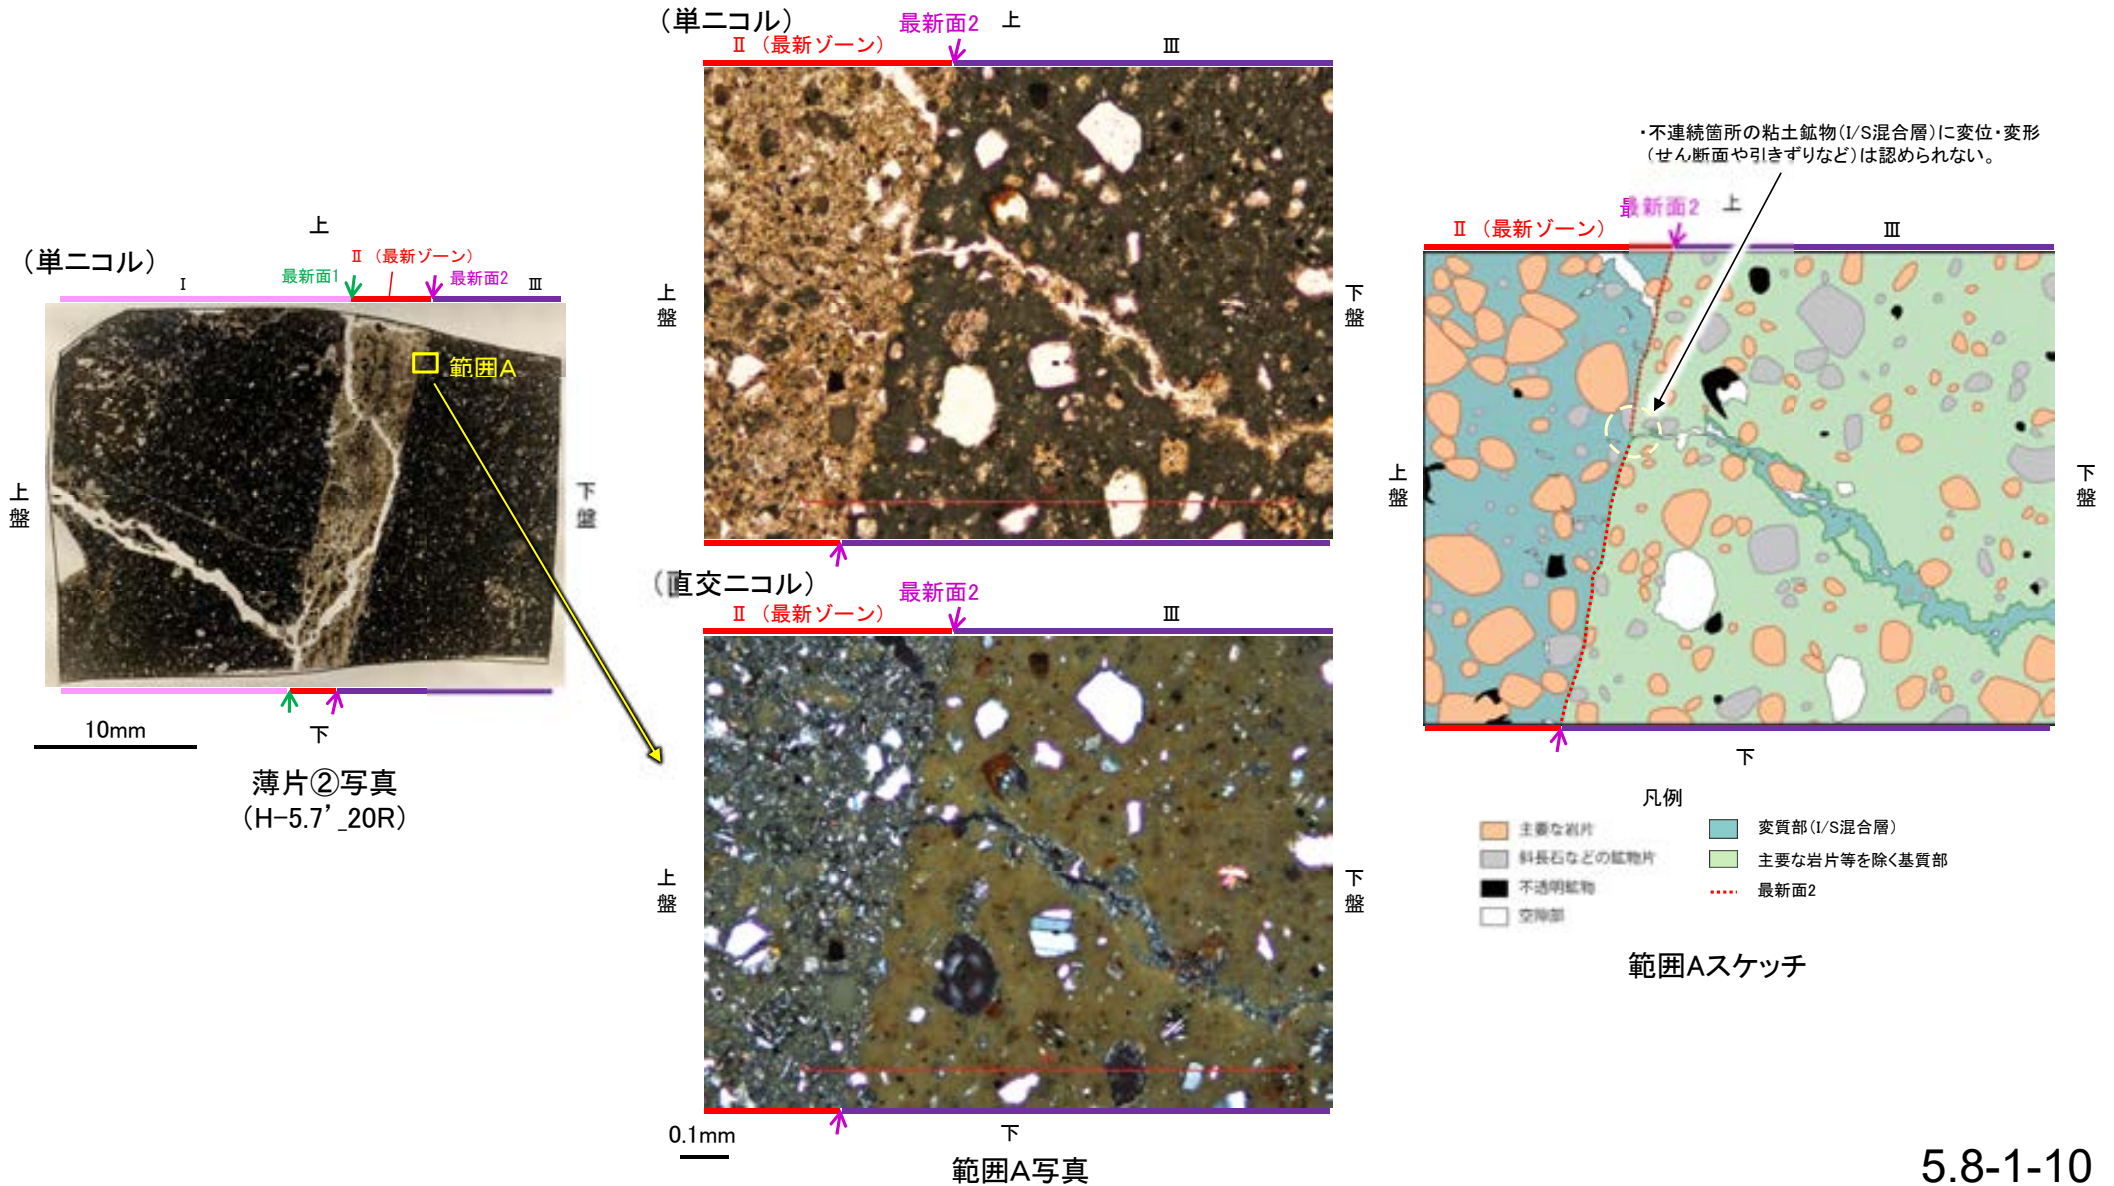 (単ニコル)
上
Ⅰ
最新面1
Ⅱ (最新ゾーン)
最新面2
Ⅲ
範囲A
上盤
下盤
下
10mm
薄片②写真
(H-5.7’_20R)
(単ニコル)
最新面2
上
Ⅱ (最新ゾーン)
Ⅲ
上盤
下盤
(直交ニコル)
最新面2
Ⅱ (最新ゾーン)
Ⅲ
上盤
下盤
0.1mm
下
範囲A写真
・不連続箇所の粘土鉱物(I/S混合層)に変位・変形
(せん断面や引きずりなど)は認められない。
最新面2
上
Ⅱ (最新ゾーン)
Ⅲ
上盤
下盤
下
凡例
主要な岩片
斜長石などの鉱物片
不透明鉱物
空隙部
変質部(I/S混合層)
主要な岩片等を除く基質部
最新面2
範囲Aスケッチ
5.8-1-10